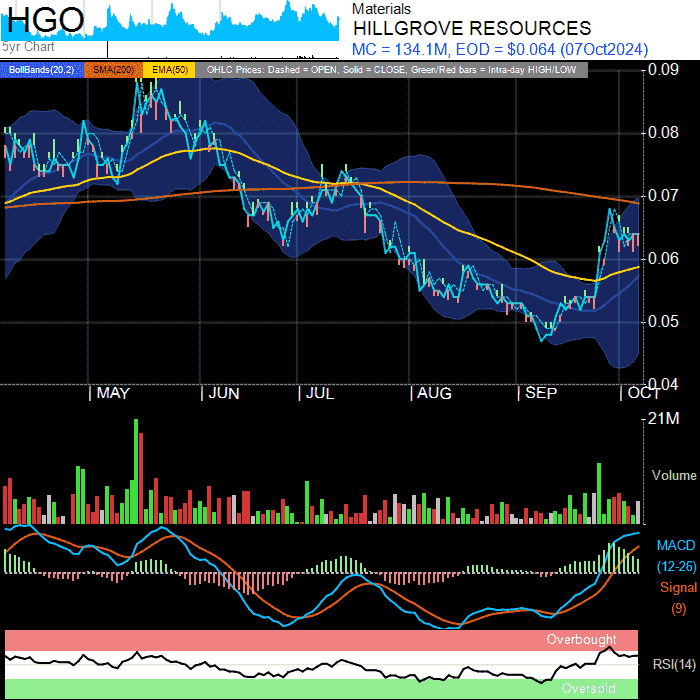 HGO
5yr Chart
Materials
HILLGROVE RESOURCES
MC = 134.1M, EOD = $0.064 (07Oct2024)
BollBands(20,2) SMA(200) EMA(50) OHLC Prices: Dashed = OPEN, Solid = CLOSE, Green/Red bars = Intra-day HIGH/LOW
0.09
0.08
0.07
0.06
0.05
0.04
MAY JUN JUL AUG SEP OCT
21M
Volume
MACD
(12-26)
Signal
(9)
Overbought
RSI(14)
Oversold